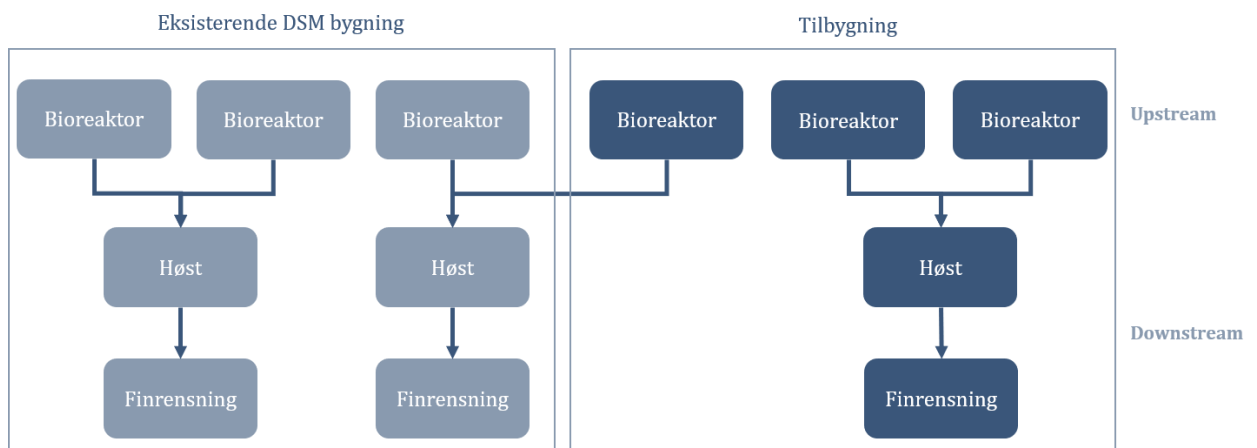 Eksisterende DSM bygning
Tilbygning
Bioreaktor
Bioreaktor
Bioreaktor
Bioreaktor
Bioreaktor
Bioreaktor
Upstream
Høst
Høst
Høst
Downstream
Finrensning
Finrensning
Finrensning